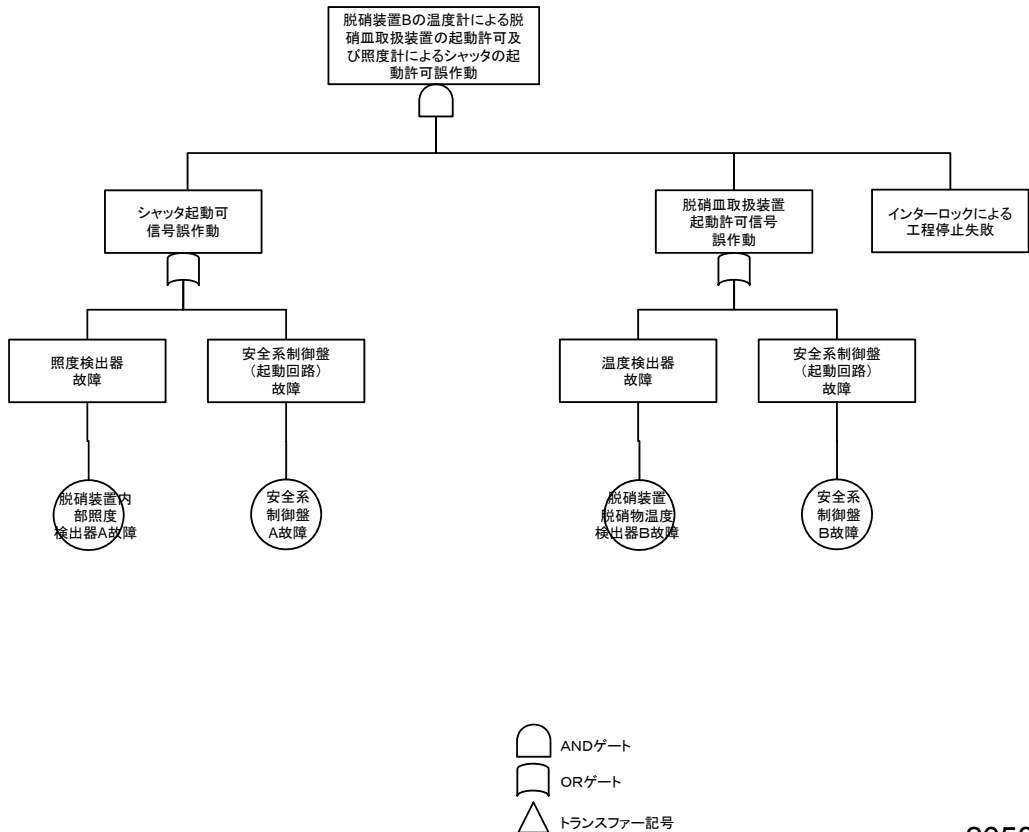 脱硝装置Bの温度計による脱
硝皿取扱装置の起動許可及
び照度計によるシャッタの起
動許可誤作動
シャッタ起動可
信号誤作動
脱硝皿取扱装置
起動許可信号
誤作動
インターロックによる
工程停止失敗
照度検出器
故障
安全系制御盤
(起動回路)
故障
温度検出器
故障
安全系制御盤
(起動回路)
故障
脱硝装置内
部照度
検出器A故障
安全系
制御盤
A故障
脱硝装置
脱硝物温度
検出器B故障
安全系
制御盤
B故障
ANDゲート
ORゲート
トランスファー記号